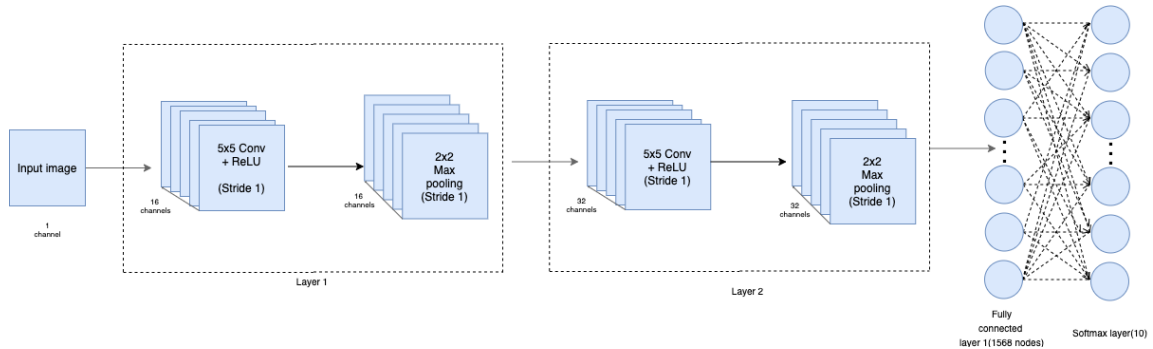 Input image
1
channel
5x5 Conv
+ ReLU
(Stride 1)
16
channels
2x2
Max
pooling
(Stride 1)
16
channels
Layer 1
5x5 Conv
+ ReLU
(Stride 1)
32
channels
2x2
Max
pooling
(Stride 1)
32
channels
Layer 2
Fully
connected
layer 1(1568 nodes)
Softmax layer(10)